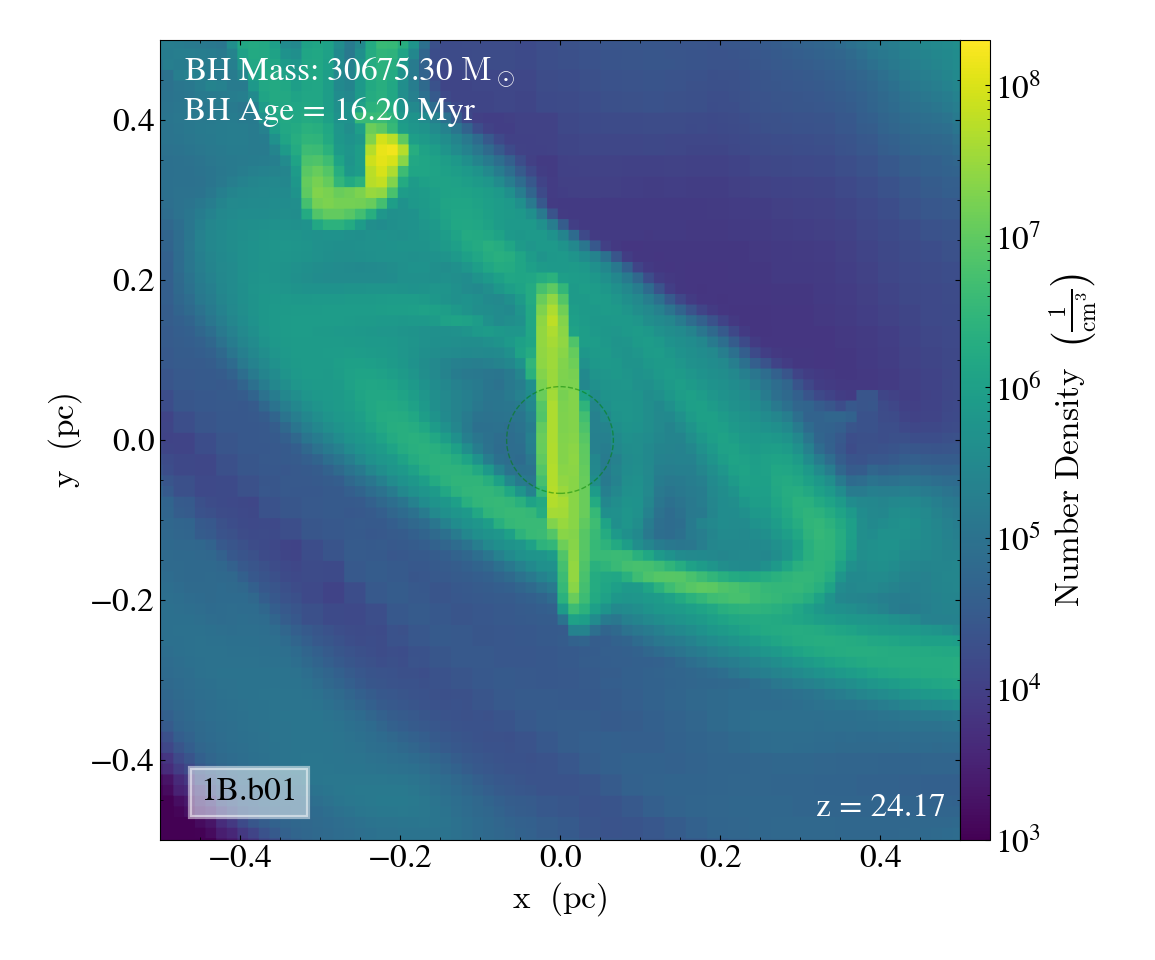 BH Mass: 30675.30 M⊙
BH Age = 16.20 Myr
0.4
0.2
0.0
−0.2
−0.4
y (pc)
1B.b01
z = 24.17
−0.4 −0.2 0.0 0.2 0.4
x (pc)
10⁸
10⁷
10⁶
10⁵
10⁴
10³
Number Density (1/cm³)